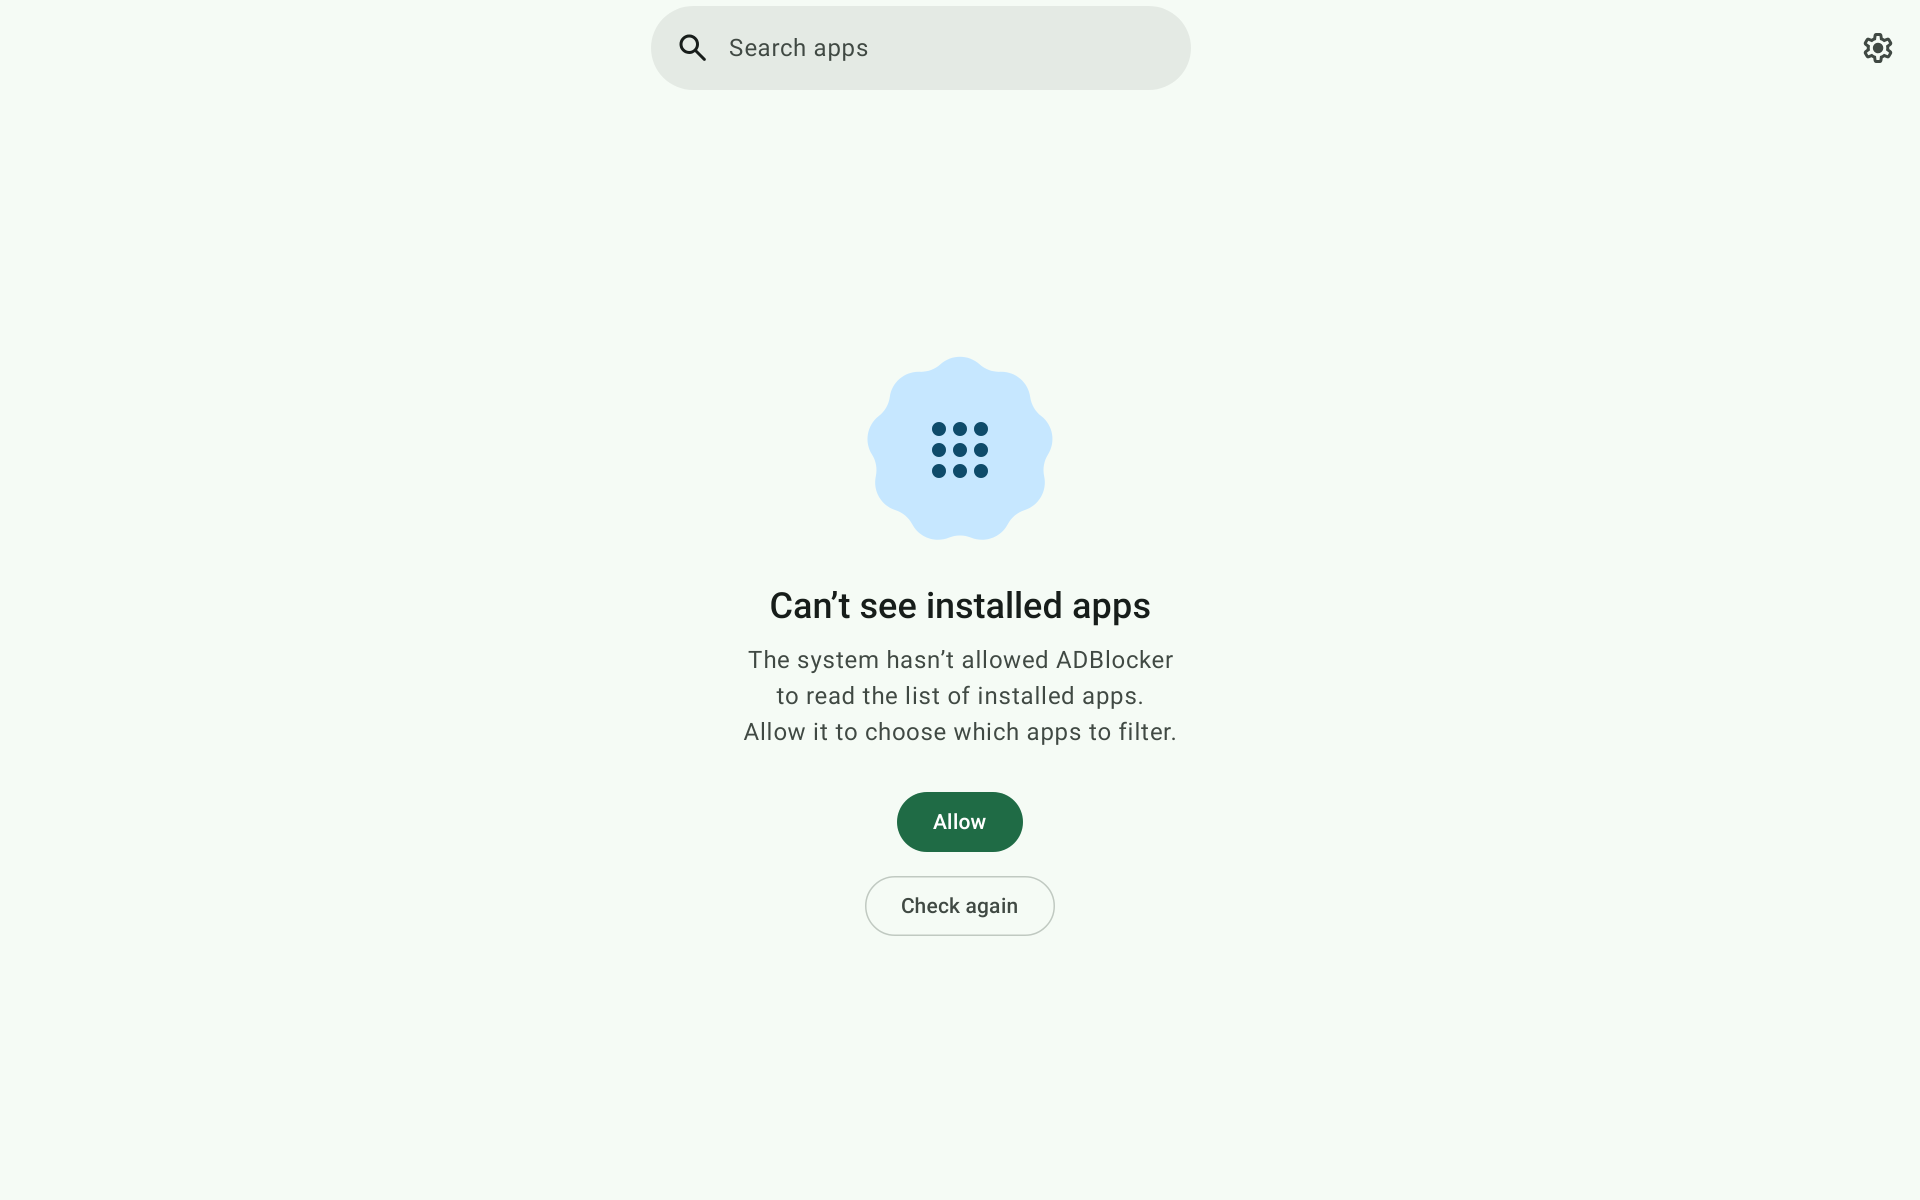 Search apps
Can’t see installed apps
The system hasn’t allowed ADBlocker
to read the list of installed apps.
Allow it to choose which apps to filter.
Allow
Check again